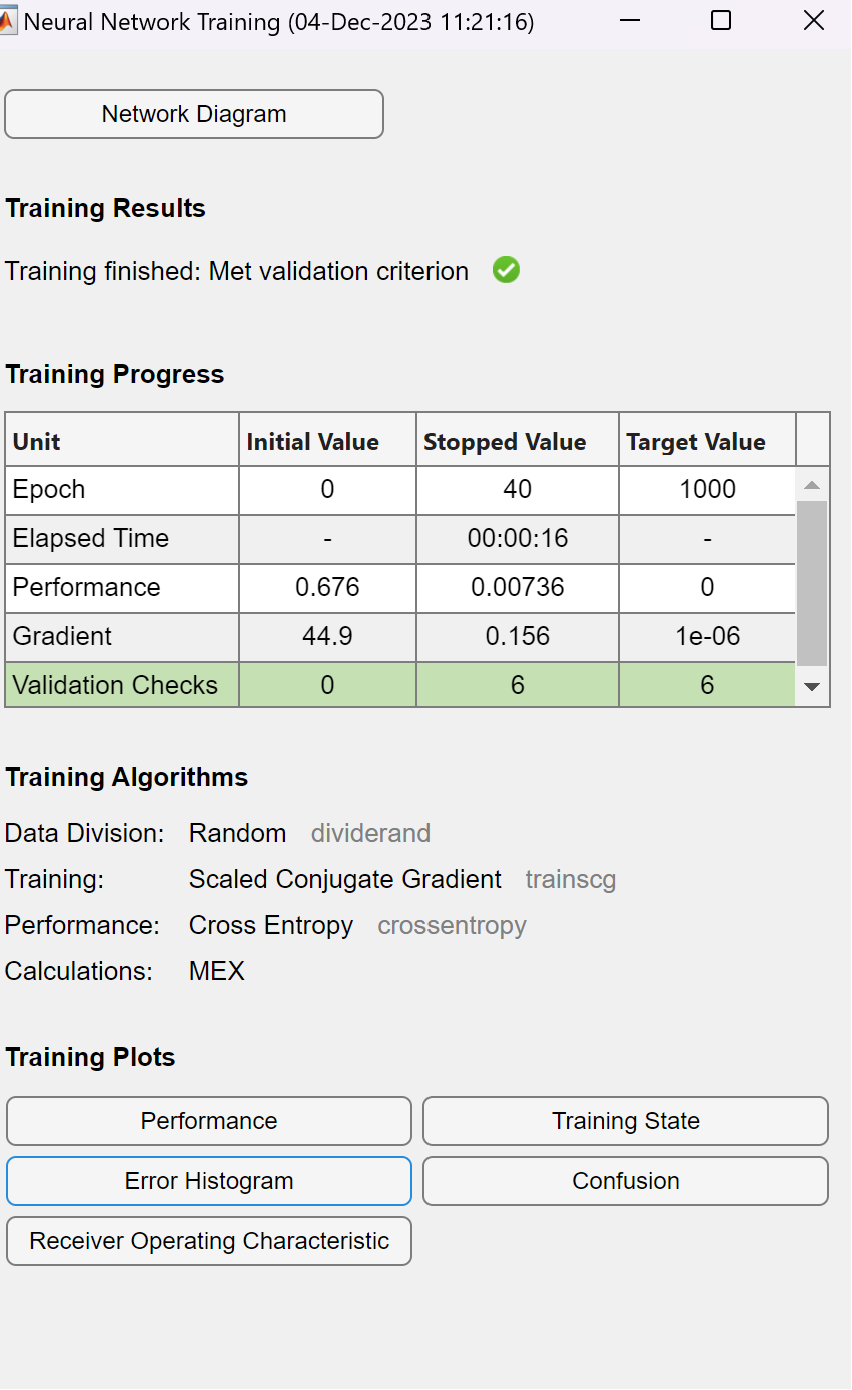 Neural Network Training (04-Dec-2023 11:21:16)
Network Diagram
Training Results
Training finished: Met validation criterion
Training Progress
Unit Initial Value Stopped Value Target Value
Epoch 0 40 1000
Elapsed Time - 00:00:16 -
Performance 0.676 0.00736 0
Gradient 44.9 0.156 1e-06
Validation Checks 0 6 6
Training Algorithms
Data Division: Random dividerand
Training: Scaled Conjugate Gradient trainscg
Performance: Cross Entropy crossentropy
Calculations: MEX
Training Plots
Performance Training State
Error Histogram Confusion
Receiver Operating Characteristic